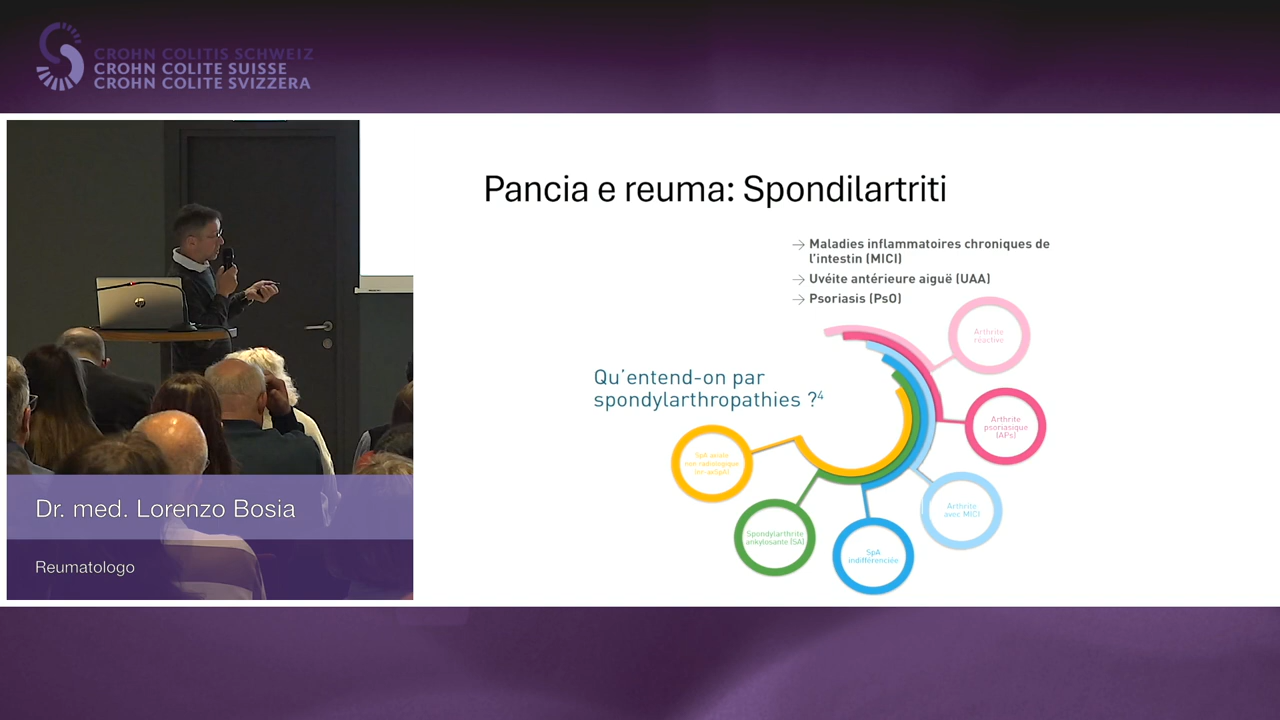 CROHN COLITIS SCHWEIZ
CROHN COLITE SUISSE
CROHN COLITE SVIZZERA
Pancia e reuma: Spondilartriti
→ Maladies inflammatoires chroniques de
l'intestin (MICI)
→ Uvéite antérieure aiguë (UAA)
→ Psoriasis (PsO)
Qu'entend-on par
spondylarthropathies ?⁴
Arthrite
réactive
Arthrite
psoriasique
(APs)
Arthrite
avec MICI
SpA
indifférenciée
Spondylarthrite
ankylosante (SA)
SpA axiale
non radiologique
(nr-axSpA)
hp
Dr. med. Lorenzo Bosia
Reumatologo